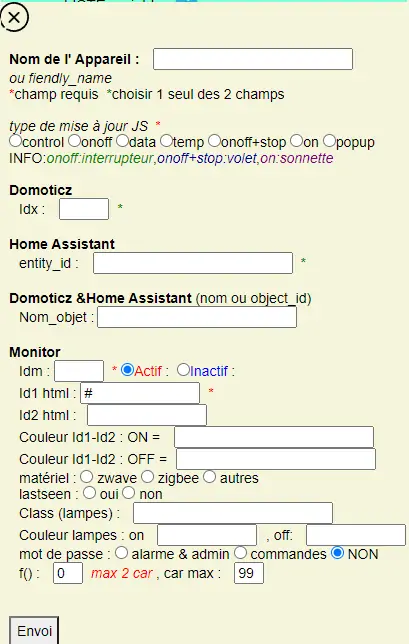 Nom de l' Appareil :
ou fiendly_name
*champ requis *choisir 1 seul des 2 champs
type de mise à jour JS *
control onoff data temp onoff+stop on popup
INFO:onoff:interrupteur,onoff+stop:volet,on:sonnette
Domoticz
Idx : *
Home Assistant
entity_id : *
Domoticz &Home Assistant (nom ou object_id)
Nom_objet :
Monitor
Idm : * Actif : Inactif :
Id1 html : # *
Id2 html :
Couleur Id1-Id2 : ON =
Couleur Id1-Id2 : OFF =
matériel : zwave zigbee autres
lastseen : oui non
Class (lampes) :
Couleur lampes : on , off:
mot de passe : alarme & admin commandes NON
f() : 0 max 2 car , car max : 99
Envoi